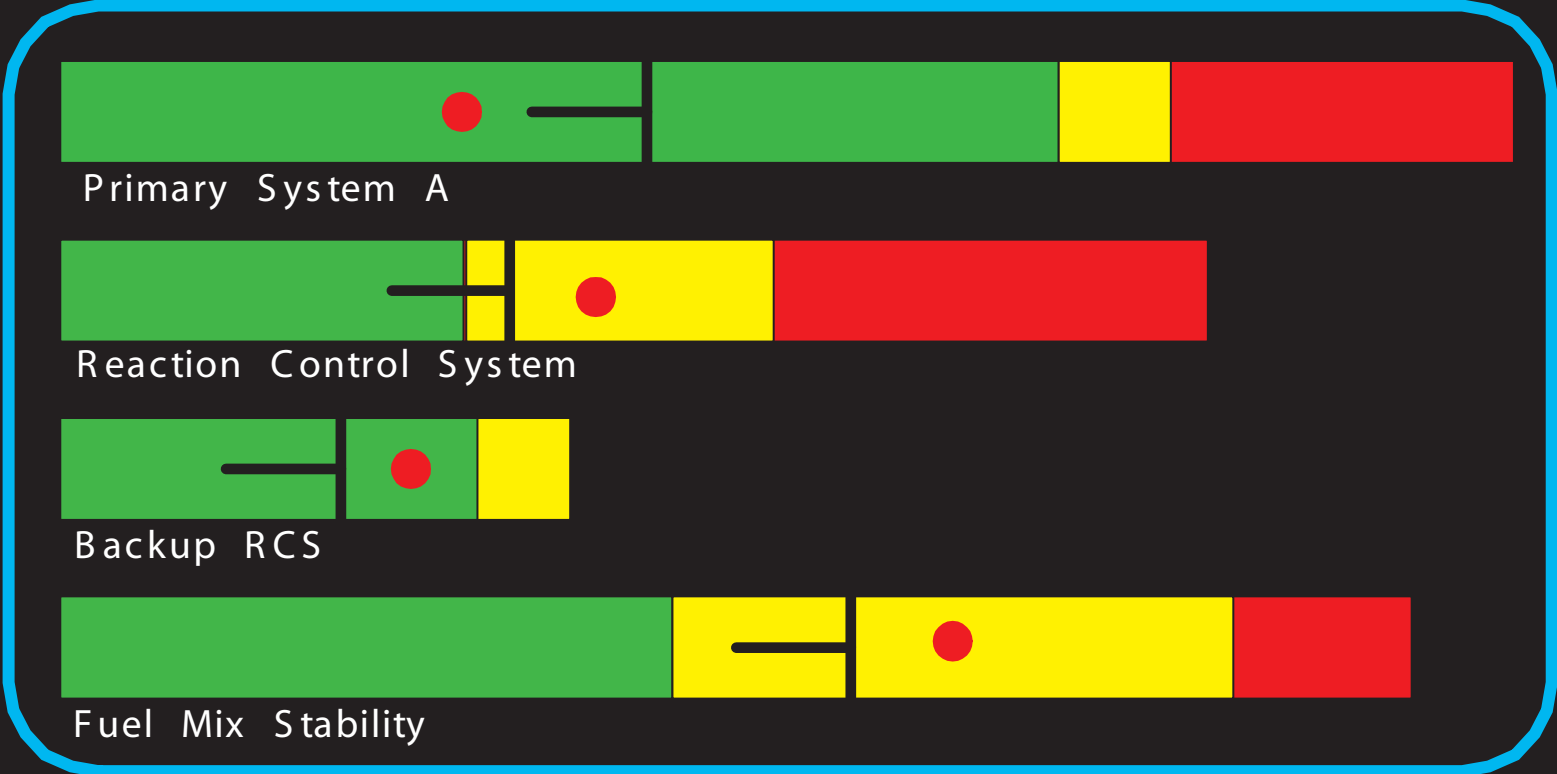 Primary System A
Reaction Control System
Backup RCS
Fuel Mix Stability